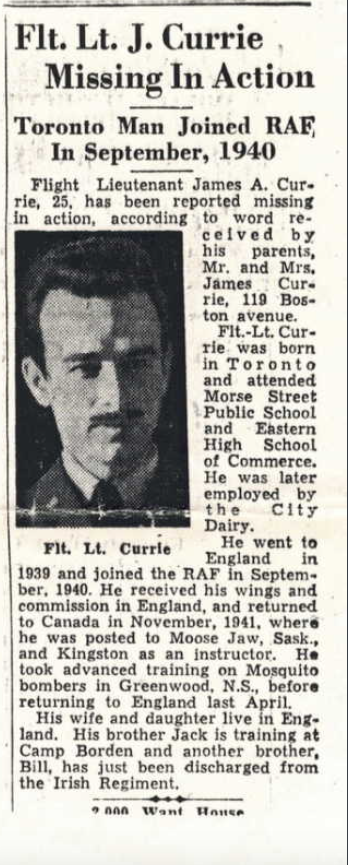 Flt. Lt. J. Currie
Missing In Action
Toronto Man Joined RAF
In September, 1940
Flight Lieutenant James A. Cur-
rie, 25, has been reported missing
in action, according to word re-
ceived by
his parents,
Mr. and Mrs.
James Cur-
rie, 119 Bos-
ton avenue.
Flt.-Lt. Cur-
rie was born
in Toronto
and attended
Morse Street
Public School
and Eastern
High School
of Commerce.
He was later
employed by
the City
Dairy.
Flt. Lt. Currie
He went to
England in
1939 and joined the RAF in Septem-
ber, 1940. He received his wings and
commission in England, and returned
to Canada in November, 1941, where
he was posted to Moose Jaw, Sask.,
and Kingston as an instructor. He
took advanced training on Mosquito
bombers in Greenwood, N.S., before
returning to England last April.
His wife and daughter live in Eng-
land. His brother Jack is training at
Camp Borden and another brother,
Bill, has just been discharged from
the Irish Regiment.
2,000 Want House